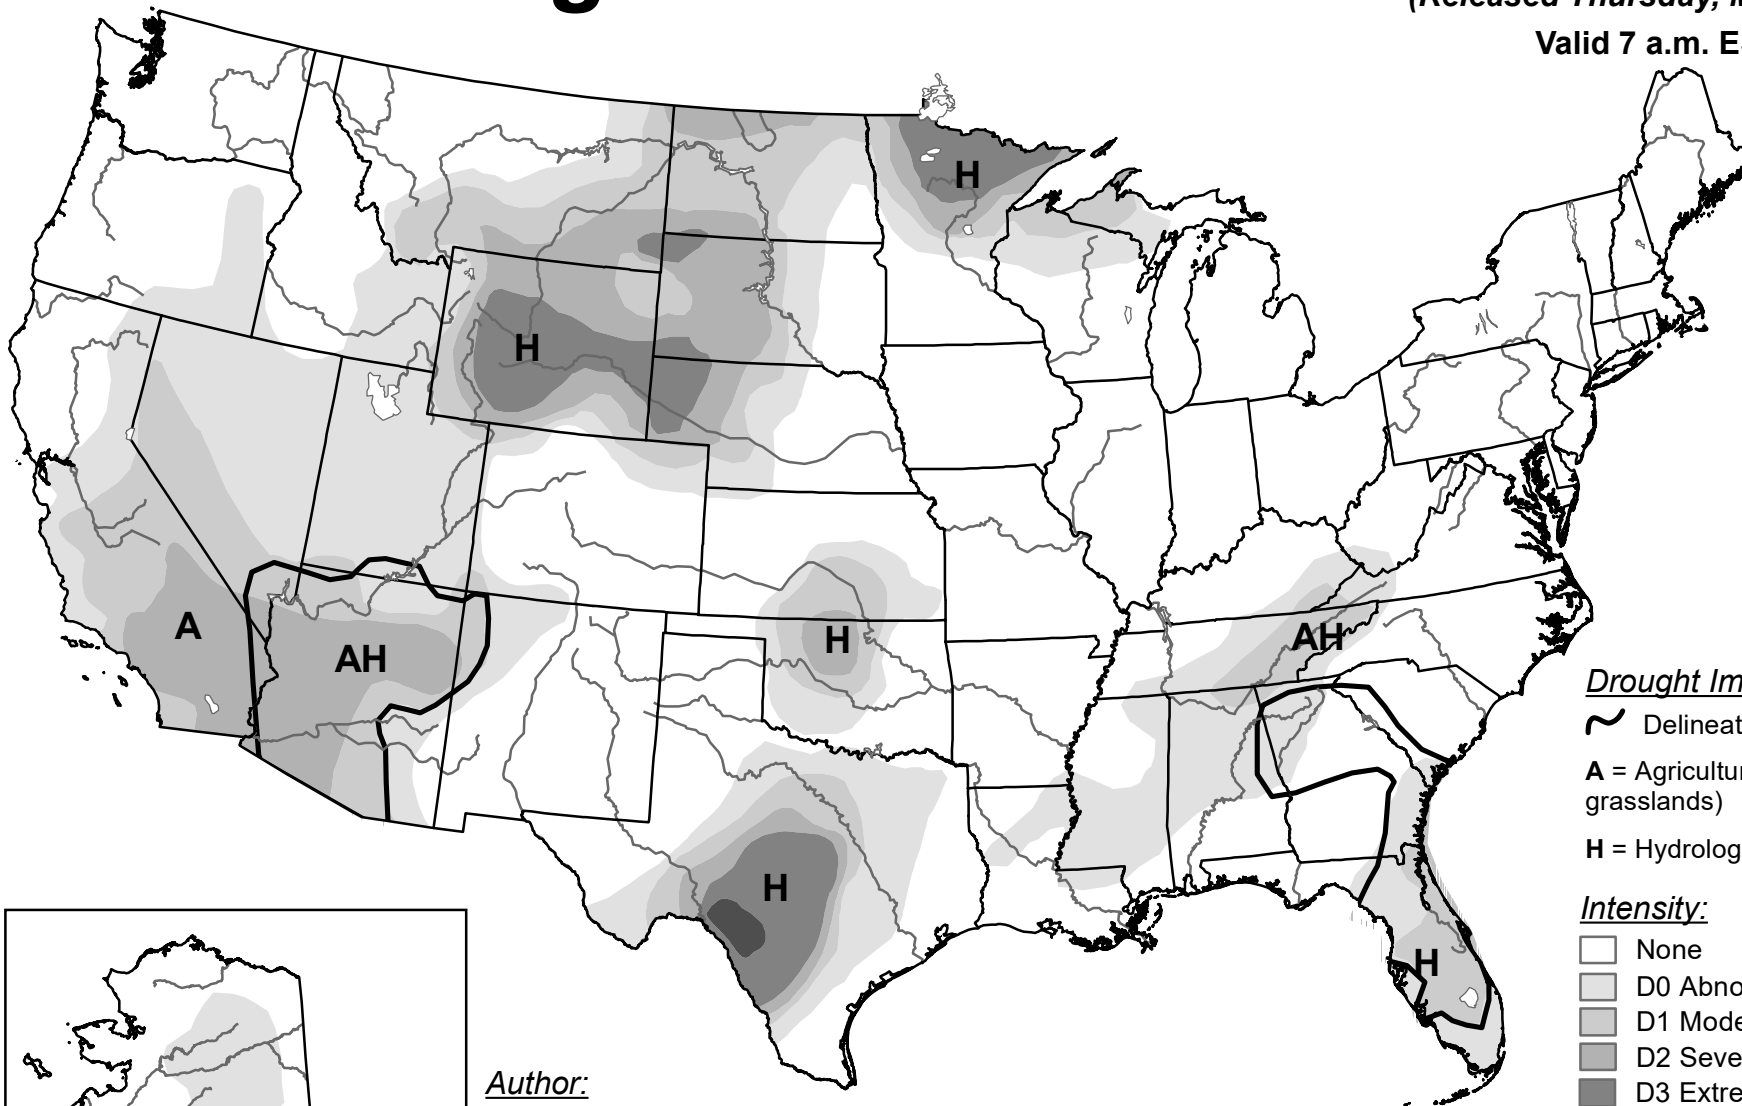 (Released Thursday,
Valid 7 a.m.
H
H
A
AH
H
AH
H
H
Drought
Delineat
A = Agricultur
grasslands)
H = Hydrolog
Intensity:
None
D0 Abno
D1 Mode
D2 Seve
D3 Extre
Author: